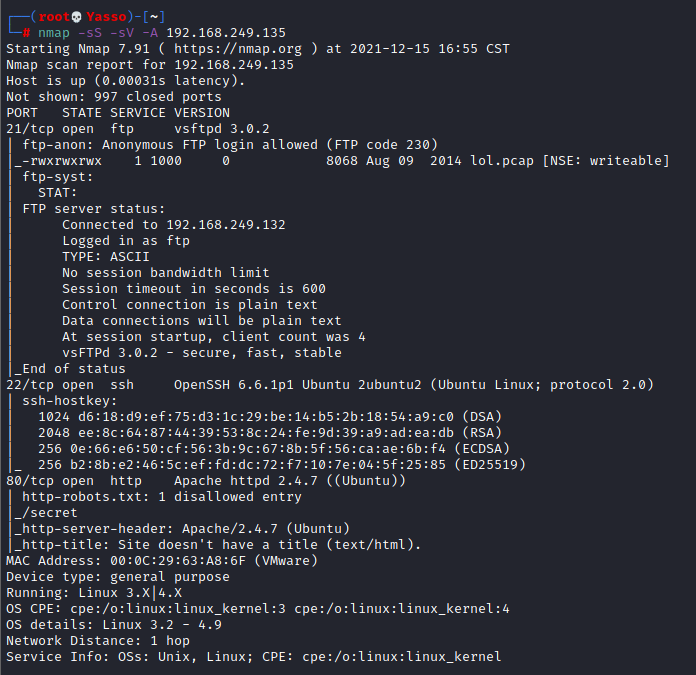 ┌──(root💀Yasso)-[~]
└─# nmap -sS -sV -A 192.168.249.135
Starting Nmap 7.91 ( https://nmap.org ) at 2021-12-15 16:55 CST
Nmap scan report for 192.168.249.135
Host is up (0.00031s latency).
Not shown: 997 closed ports
PORT   STATE SERVICE VERSION
21/tcp open  ftp     vsftpd 3.0.2
| ftp-anon: Anonymous FTP login allowed (FTP code 230)
|_-rwxrwxrwx    1 1000     0            8068 Aug 09  2014 lol.pcap [NSE: writeable]
| ftp-syst:
|   STAT:
| FTP server status:
|      Connected to 192.168.249.132
|      Logged in as ftp
|      TYPE: ASCII
|      No session bandwidth limit
|      Session timeout in seconds is 600
|      Control connection is plain text
|      Data connections will be plain text
|      At session startup, client count was 4
|      vsFTPd 3.0.2 - secure, fast, stable
|_End of status
22/tcp open  ssh     OpenSSH 6.6.1p1 Ubuntu 2ubuntu2 (Ubuntu Linux; protocol 2.0)
| ssh-hostkey:
|   1024 d6:18:d9:ef:75:d3:1c:29:be:14:b5:2b:18:54:a9:c0 (DSA)
|   2048 ee:8c:64:87:44:39:53:8c:24:fe:9d:39:a9:ad:ea:db (RSA)
|   256 0e:66:e6:50:cf:56:3b:9c:67:8b:5f:56:ca:ae:6b:f4 (ECDSA)
|_  256 b2:8b:e2:46:5c:ef:fd:dc:72:f7:10:7e:04:5f:25:85 (ED25519)
80/tcp open  http    Apache httpd 2.4.7 ((Ubuntu))
| http-robots.txt: 1 disallowed entry
|_/secret
|_http-server-header: Apache/2.4.7 (Ubuntu)
|_http-title: Site doesn't have a title (text/html).
MAC Address: 00:0C:29:63:A8:6F (VMware)
Device type: general purpose
Running: Linux 3.X|4.X
OS CPE: cpe:/o:linux:linux_kernel:3 cpe:/o:linux:linux_kernel:4
OS details: Linux 3.2 - 4.9
Network Distance: 1 hop
Service Info: OSs: Unix, Linux; CPE: cpe:/o:linux:linux_kernel